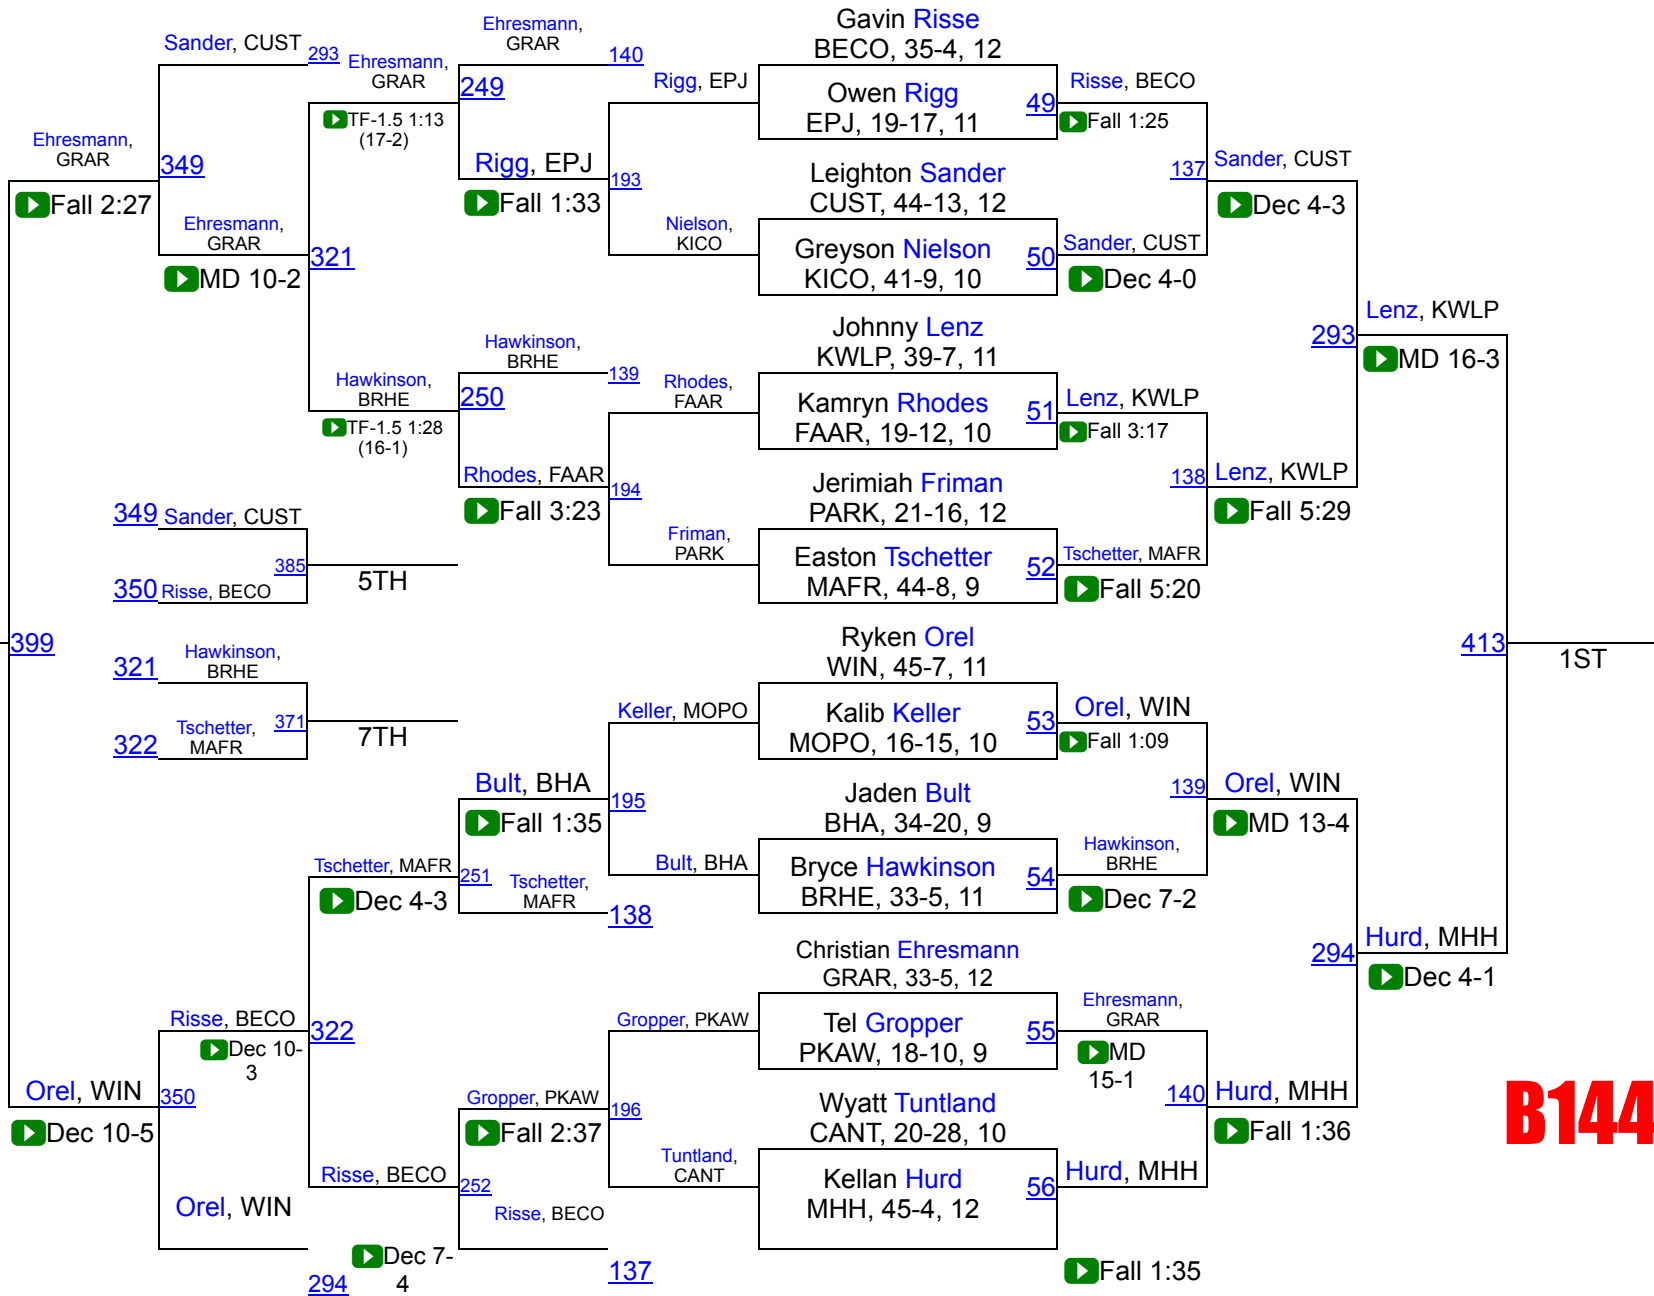 Gavin Risse
BECO, 35-4, 12
Owen Rigg
EPJ, 19-17, 11
49
Leighton Sander
CUST, 44-13, 12
Greyson Nielson
KICO, 41-9, 10
50
Johnny Lenz
KWLP, 39-7, 11
Kamryn Rhodes
FAAR, 19-12, 10
51
Jerimiah Friman
PARK, 21-16, 12
Easton Tschetter
MAFR, 44-8, 9
52
Ryken Orel
WIN, 45-7, 11
Kalib Keller
MOPO, 16-15, 10
53
Jaden Bult
BHA, 34-20, 9
Bryce Hawkinson
BRHE, 33-5, 11
54
Christian Ehresmann
GRAR, 33-5, 12
Tel Gropper
PKAW, 18-10, 9
55
Wyatt Tuntland
CANT, 20-28, 10
Kellan Hurd
MHH, 45-4, 12
56
Risse, BECO
Fall 1:25
137
Sander, CUST
Dec 4-0
Lenz, KWLP
Fall 3:17
138
Tschetter, MAFR
Fall 5:20
Orel, WIN
Fall 1:09
139
Hawkinson,
BRHE
Dec 7-2
Ehresmann,
GRAR
MD
15-1
140
Hurd, MHH
Fall 1:35
Sander, CUST
Dec 4-3
293
Lenz, KWLP
Fall 5:29
Orel, WIN
MD 13-4
294
Hurd, MHH
Fall 1:36
Lenz, KWLP
MD 16-3
413
Hurd, MHH
Dec 4-1
1ST
B144
Rigg, EPJ
193
Nielson,
KICO
Rhodes,
FAAR
194
Friman,
PARK
Keller, MOPO
195
Bult, BHA
Gropper, PKAW
196
Tuntland,
CANT
Ehresmann,
GRAR
140
249
Rigg, EPJ
Fall 1:33
Hawkinson,
BRHE
139
250
Rhodes, FAAR
Fall 3:23
Bult, BHA
Fall 1:35
251
Tschetter,
MAFR
138
Gropper, PKAW
Fall 2:37
252
Risse, BECO
137
Ehresmann,
GRAR
TF-1.5 1:13
(17-2)
321
Hawkinson,
BRHE
TF-1.5 1:28
(16-1)
Tschetter, MAFR
Dec 4-3
322
Risse, BECO
Dec 7-
4
Sander, CUST
293
349
Ehresmann,
GRAR
MD 10-2
Risse, BECO
Dec 10-
3
350
Orel, WIN
294
Ehresmann,
GRAR
Fall 2:27
399
Orel, WIN
Dec 10-5
349 Sander, CUST
385
350 Risse, BECO
5TH
321
Hawkinson,
BRHE
371
322
Tschetter,
MAFR
7TH